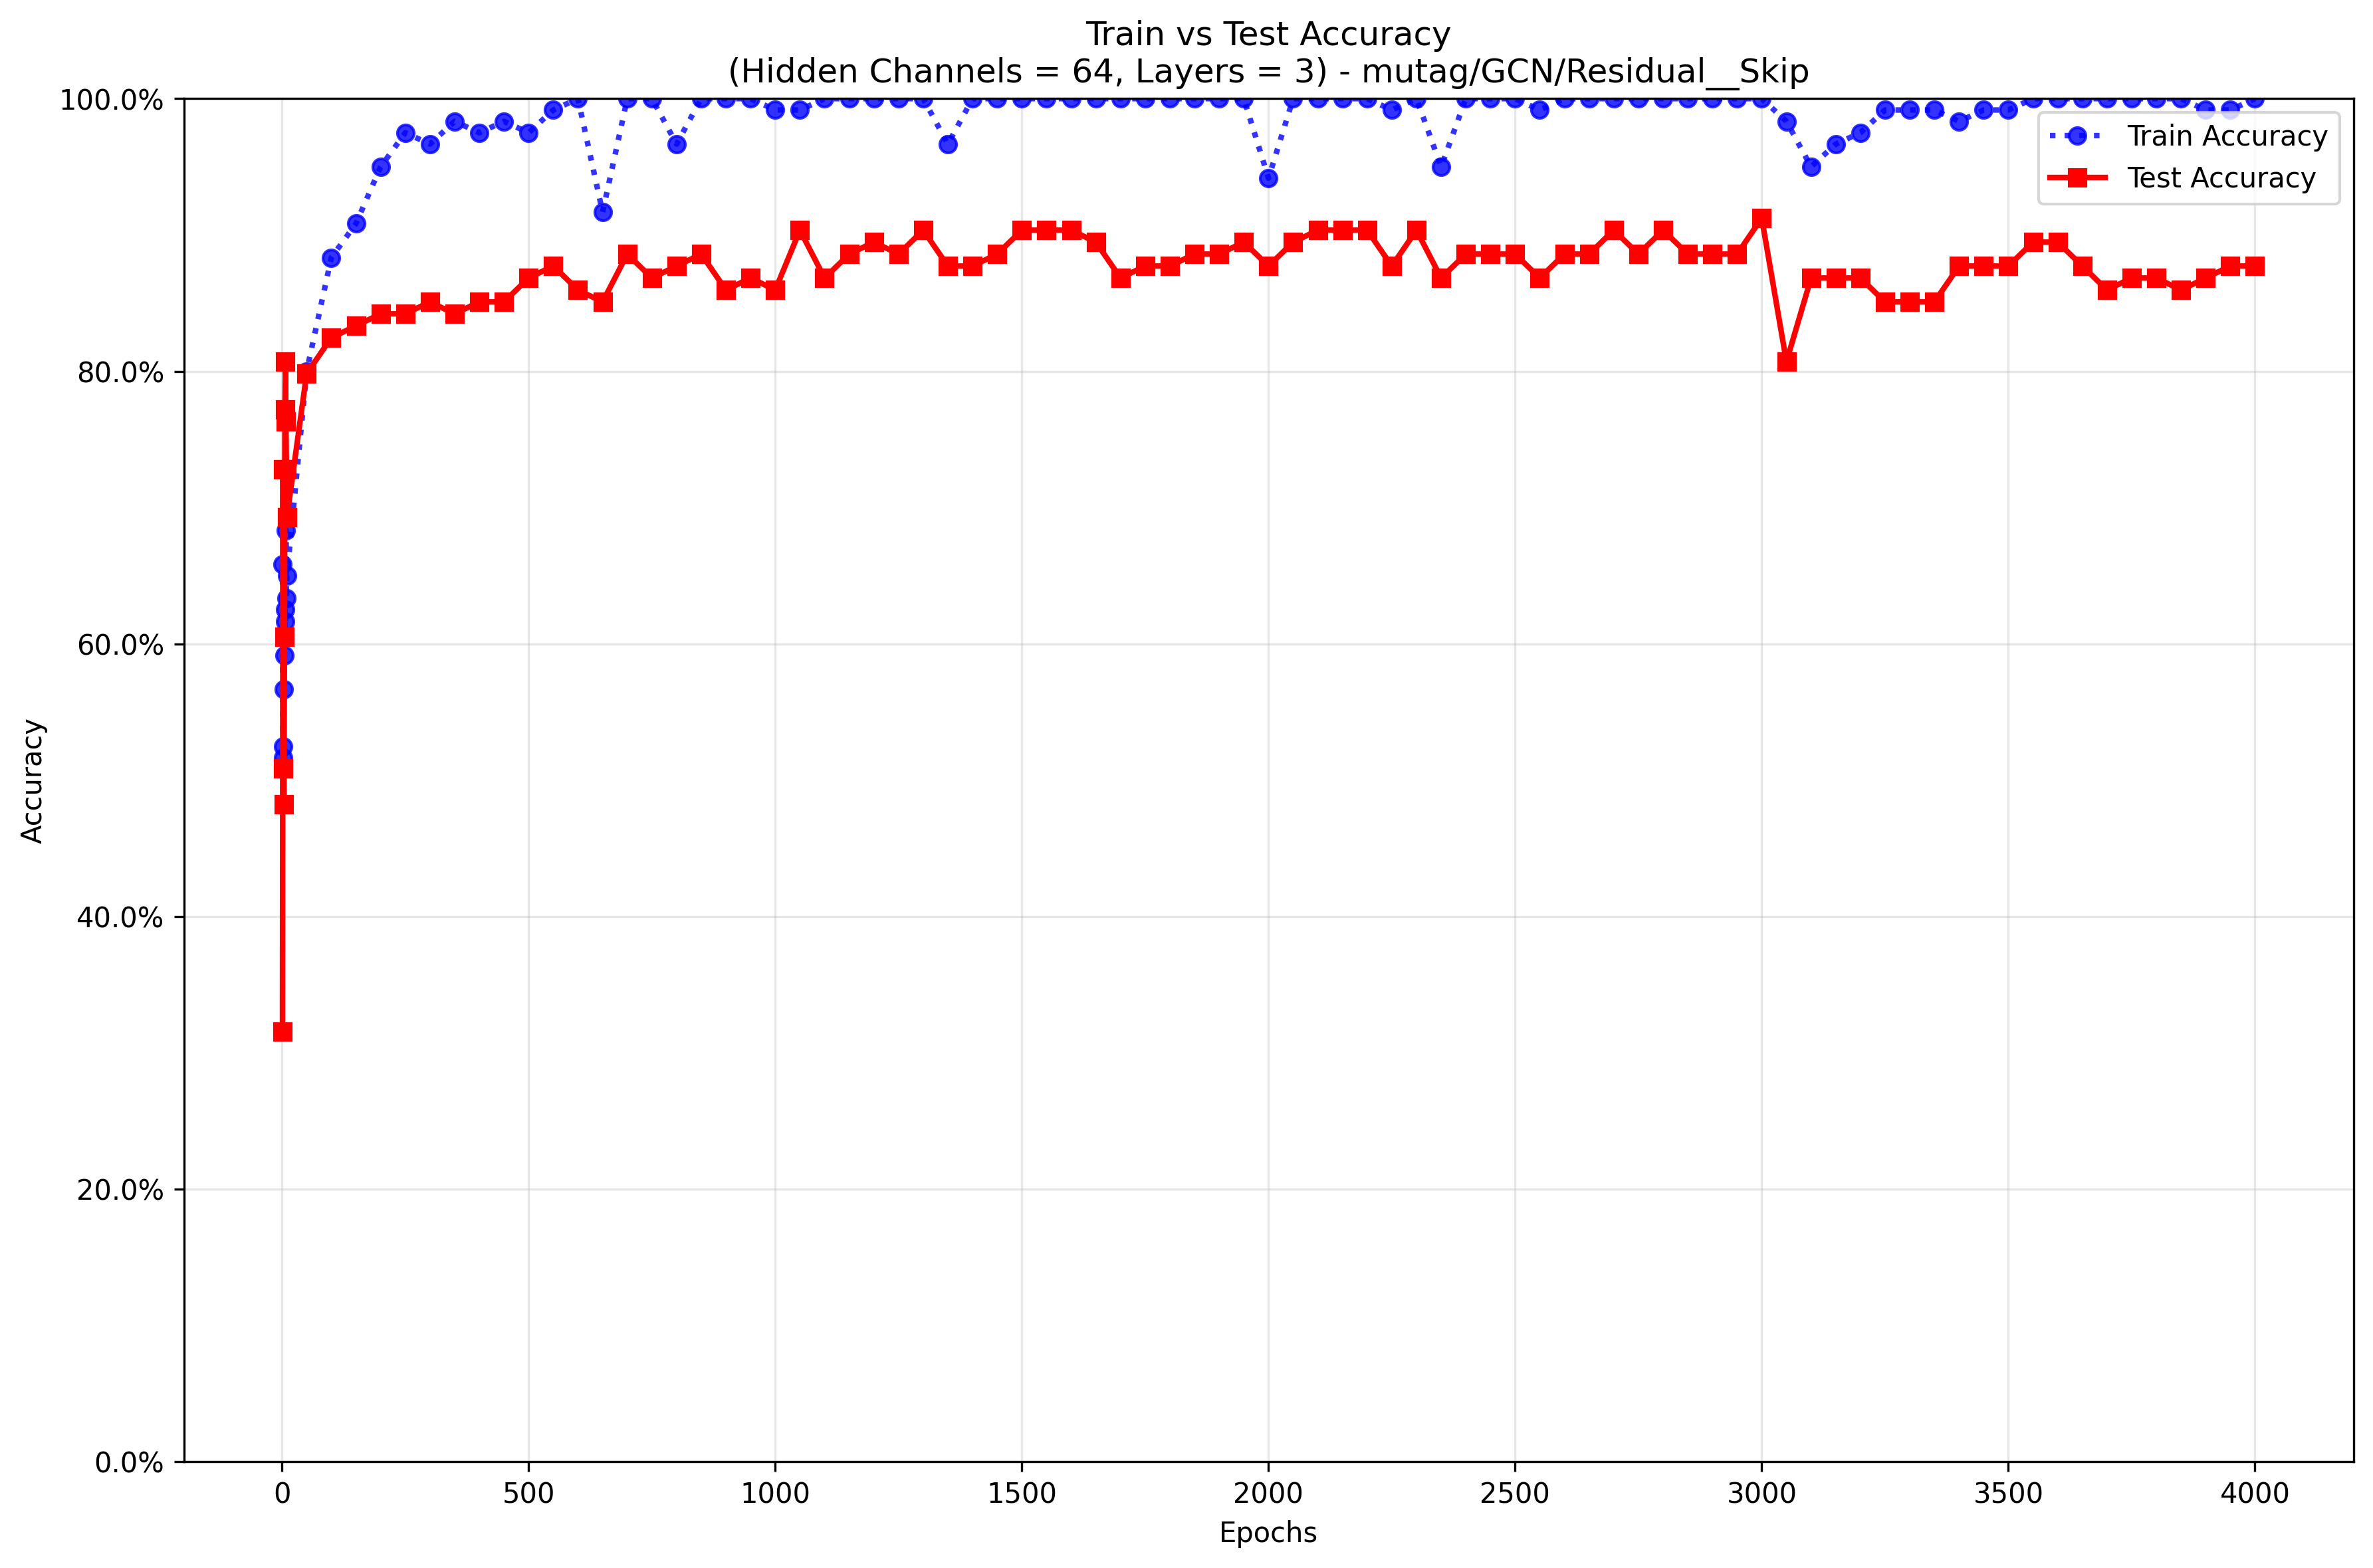 Train vs Test Accuracy
(Hidden Channels = 64, Layers = 3) - mutag/GCN/Residual__Skip
100.0%
80.0%
60.0%
40.0%
20.0%
0.0%
Accuracy
Train Accuracy
Test Accuracy
0 500 1000 1500 2000 2500 3000 3500 4000
Epochs